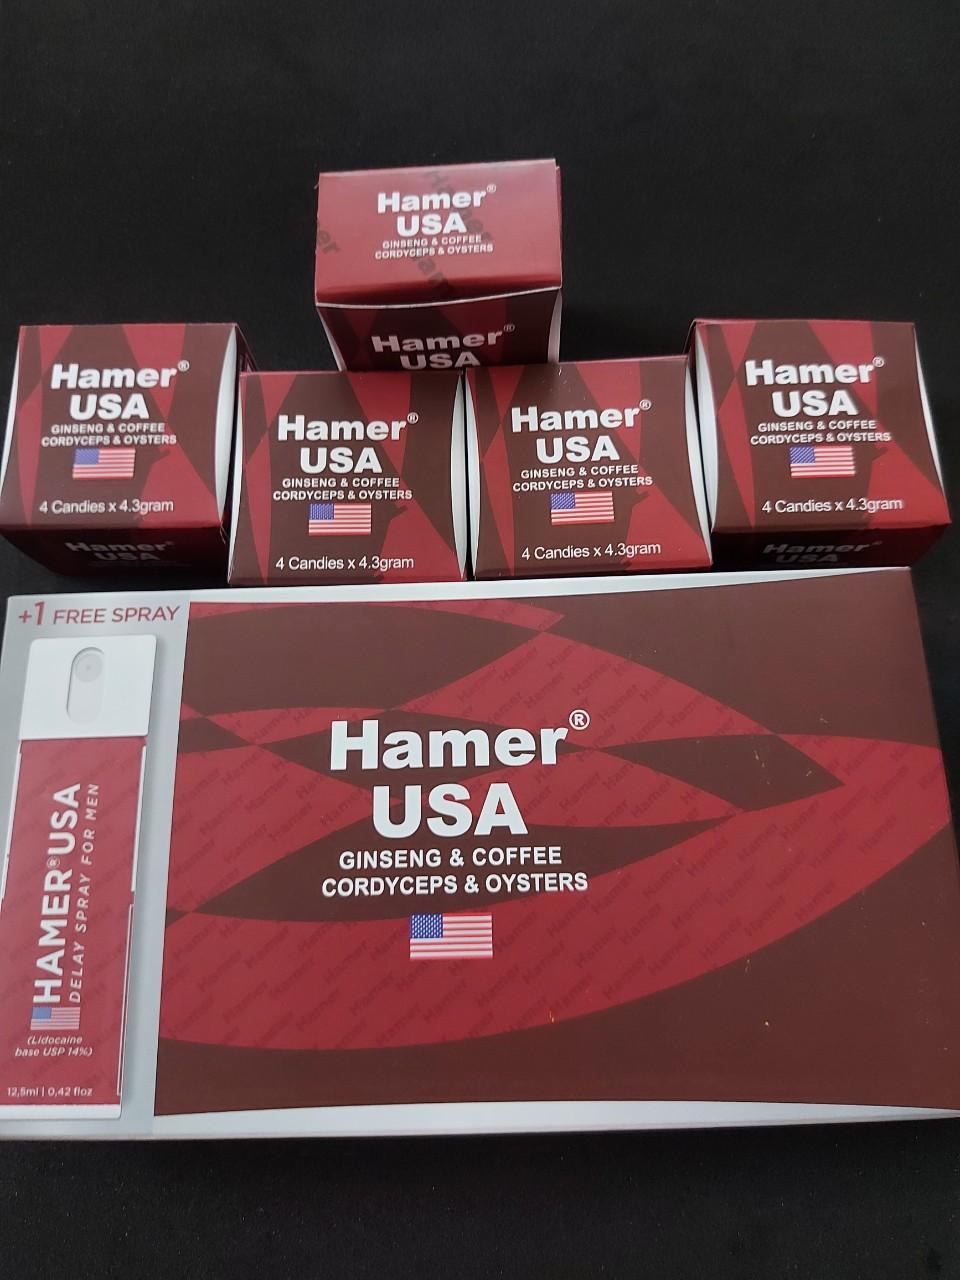 Hamer®
USA
GINSENG & COFFEE
CORDYCEPS & OYSTERS
Hamer®
USA
Hamer®
USA
GINSENG & COFFEE
CORDYCEPS & OYSTERS
4 Candies x 4.3gram
Hamer
Hamer®
USA
GINSENG & COFFEE
CORDYCEPS & OYSTERS
4 Candies x 4.3gram
Hamer®
USA
GINSENG & COFFEE
CORDYCEPS & OYSTERS
4 Candies x 4.3gram
Hamer®
USA
GINSENG & COFFEE
CORDYCEPS & OYSTERS
4 Candies x 4.3gram
Hamer
USA
+1 FREE SPRAY
HAMER®USA
DELAY SPRAY FOR MEN
(Lidocaine
base USP 14%)
12,5ml | 0,42 floz
Hamer®
USA
GINSENG & COFFEE
CORDYCEPS & OYSTERS